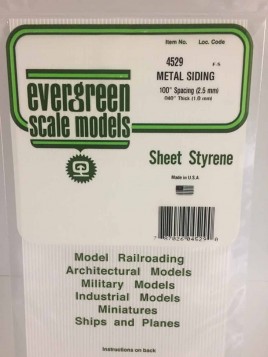 Item No. Loc. Code
4529 F-5
METAL SIDING
.100" Spacing (2.5 mm)
.040" Thick (1.0 mm)
evergreen
scale models
Sheet Styrene
Made in U.S.A
Model Railroading
Architectural Models
Military Models
Industrial Models
Miniatures
Ships and Planes
Instructions on back